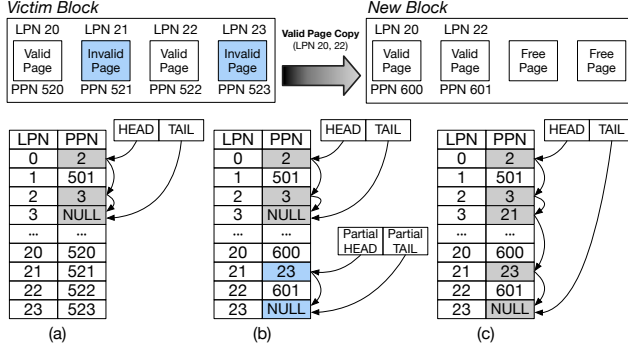 Victim Block
New Block
LPN 20 LPN 21 LPN 22 LPN 23
Valid Page Copy
(LPN 20, 22)
LPN 20 LPN 22
Valid Page
Invalid Page
Valid Page
Invalid Page
Valid Page
Valid Page
Free Page
Free Page
PPN 520 PPN 521 PPN 522 PPN 523
PPN 600 PPN 601
HEAD TAIL
LPN PPN
0 2
1 501
2 3
3 NULL
... ...
20 520
21 521
22 522
23 523
(a)
HEAD TAIL
LPN PPN
0 2
1 501
2 3
3 NULL
... ...
Partial HEAD
Partial TAIL
20 600
21 23
22 601
23 NULL
(b)
HEAD TAIL
LPN PPN
0 2
1 501
2 3
3 21
... ...
20 600
21 23
22 601
23 NULL
(c)